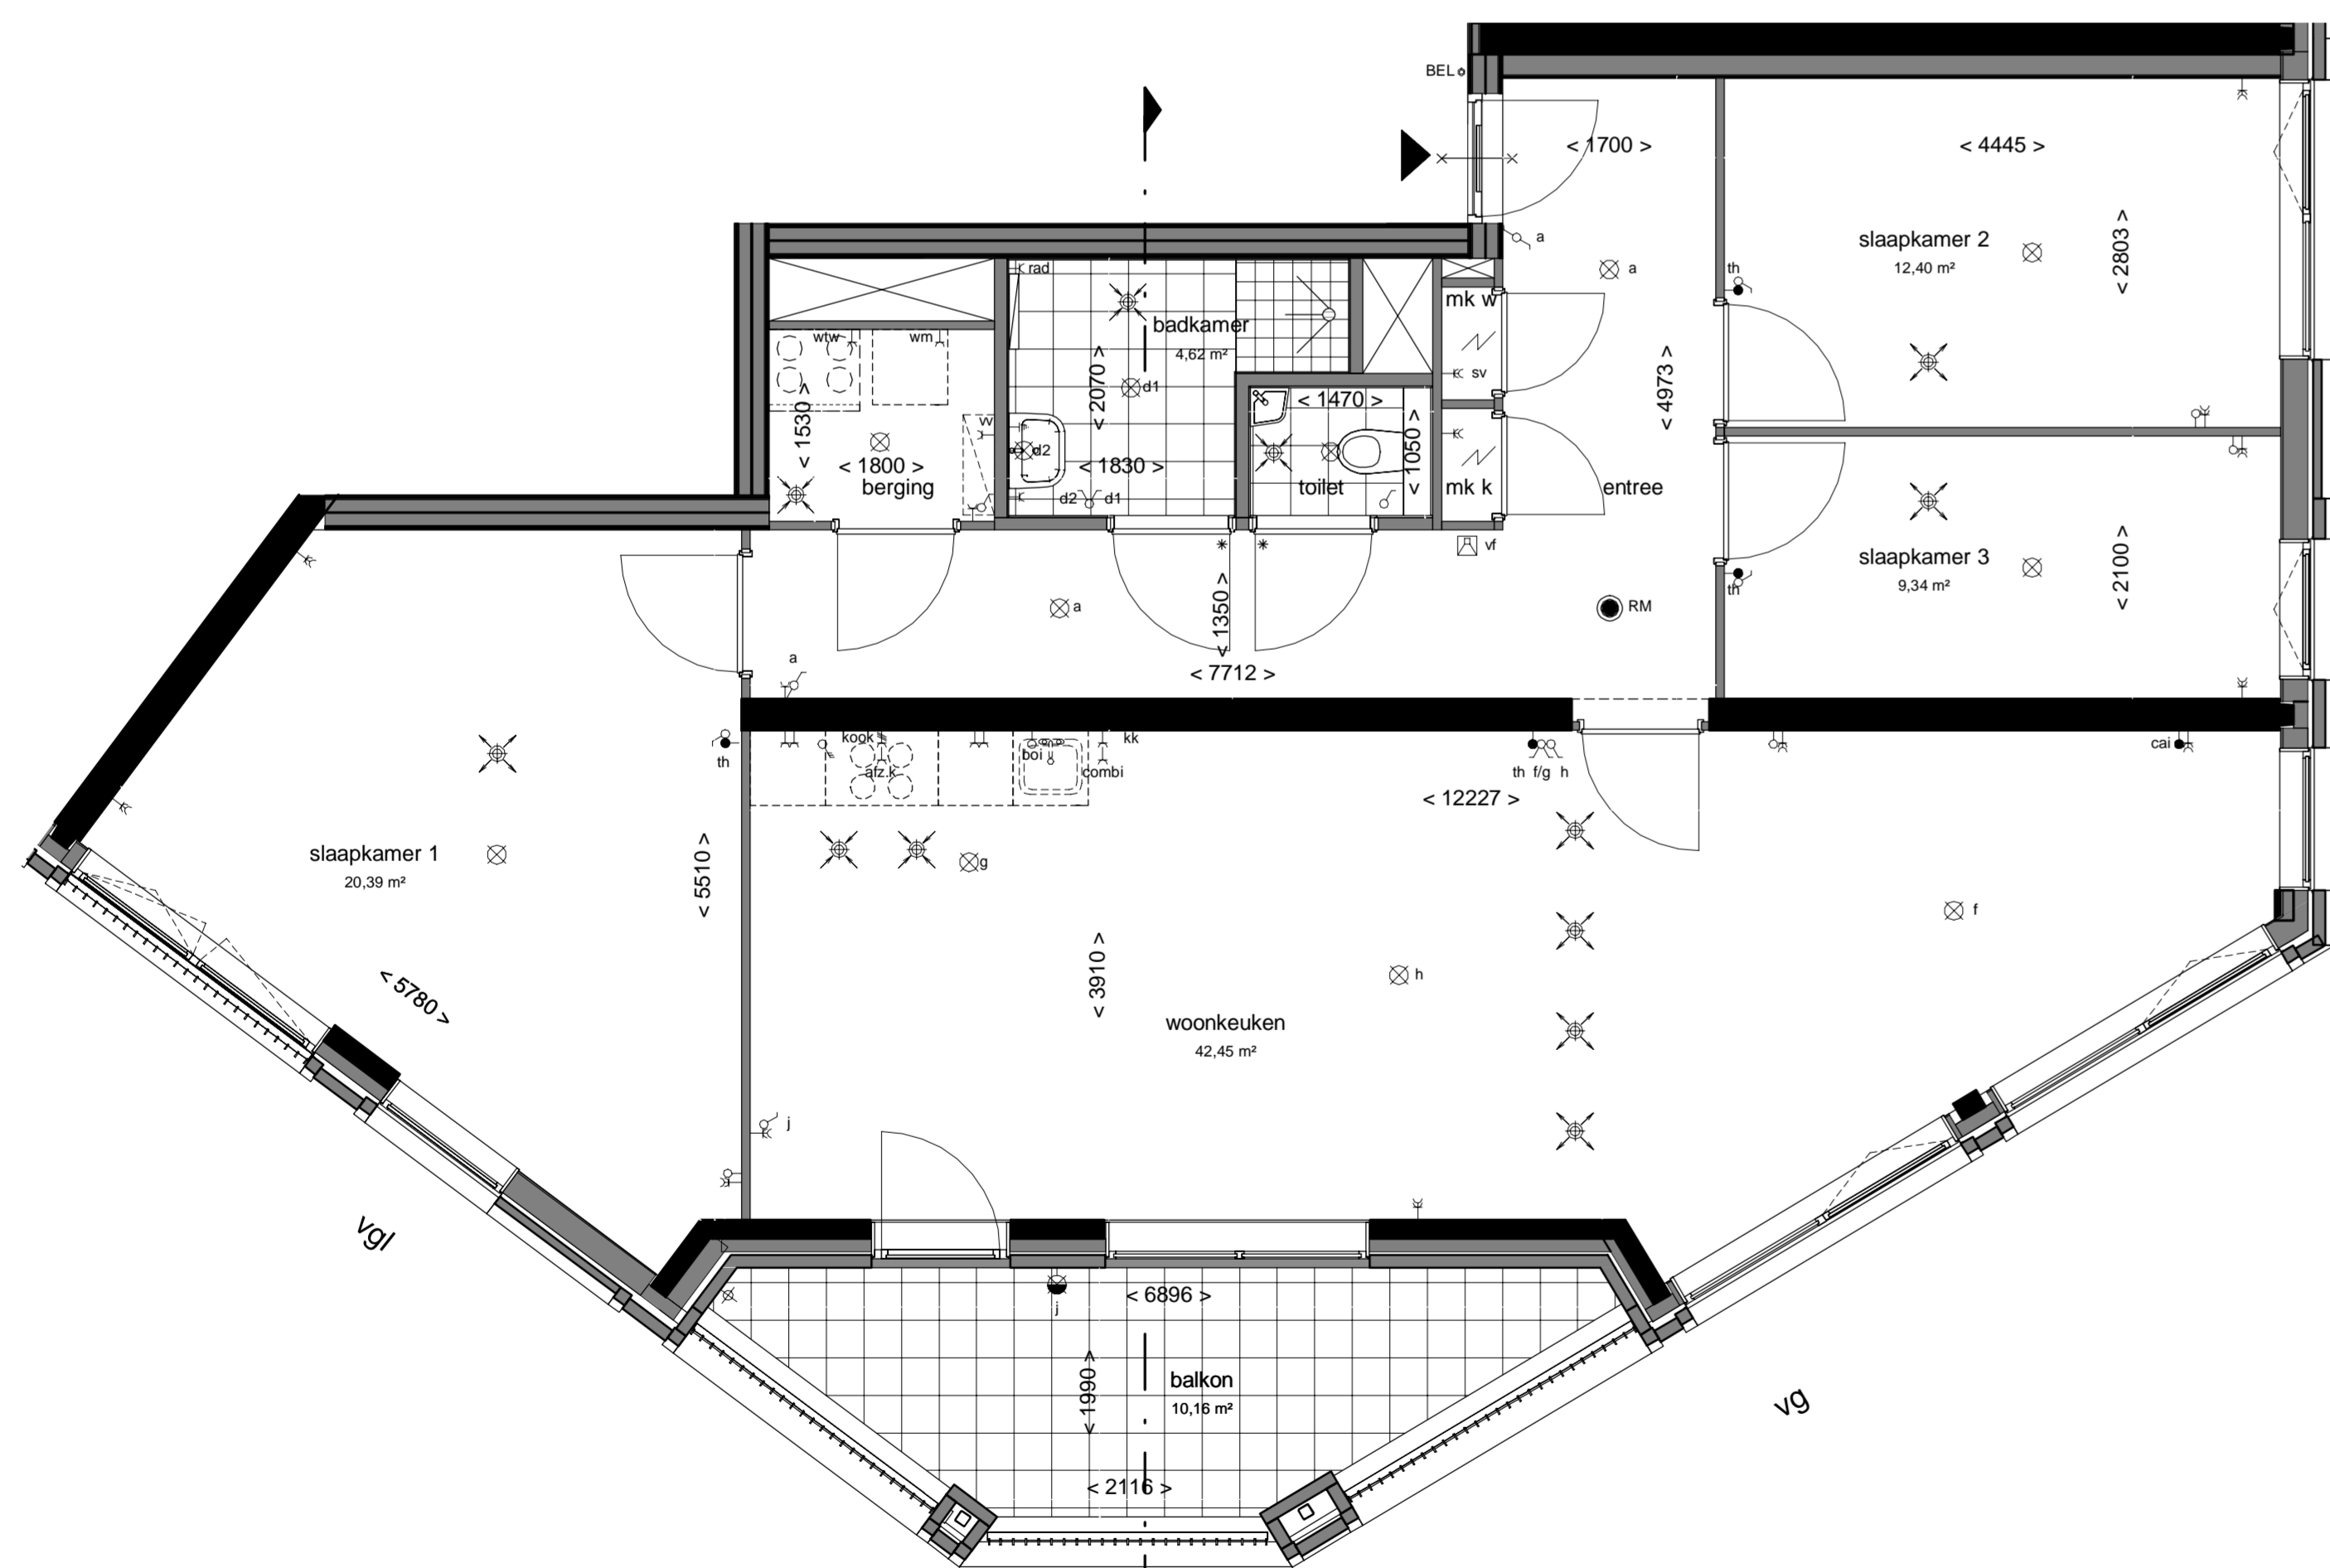 BEL
< 1700 >
< 4445 >
a
a
slaapkamer 2
12,40 m²
< 2803 >
th
rad
mk w
badkamer
4,62 m²
wtw
wm
sv
< 2070 >
d1
< 1530 >
< 1470 >
< 4973 >
< 1050 >
d2
< 1800 >
< 1830 >
berging
d2
d1
toilet
mk k
entree
*
*
vf
slaapkamer 3
9,34 m²
< 2100 >
th
a
< 1350 >
RM
a
< 7712 >
kook
kk
th
boi
afz.k
combi
th
f/g
h
cai
< 12227 >
slaapkamer 1
20,39 m²
g
< 5510 >
f
< 3910 >
h
< 5780 >
woonkeuken
42,45 m²
j
vgl
< 6896 >
j
< 1990 >
balkon
10,16 m²
vg
< 2116 >